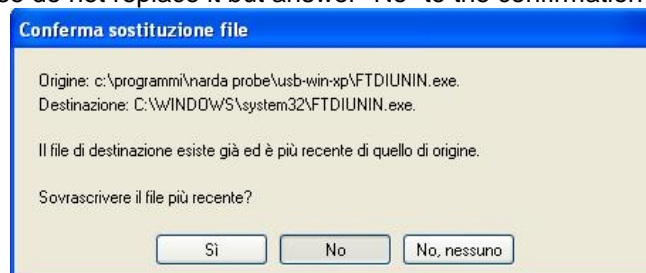 se do not replace it but answer "No" to the confirmation
Conferma sostituzione file
Origine: c:\programmi\narda probe\usb-win-xp\FTDIUNIN.exe.
Destinazione: C:\WINDOWS\system32\FTDIUNIN.exe.
Il file di destinazione esiste già ed è più recente di quello di origine.
Sovrascrivere il file più recente?
Sì No No, nessuno